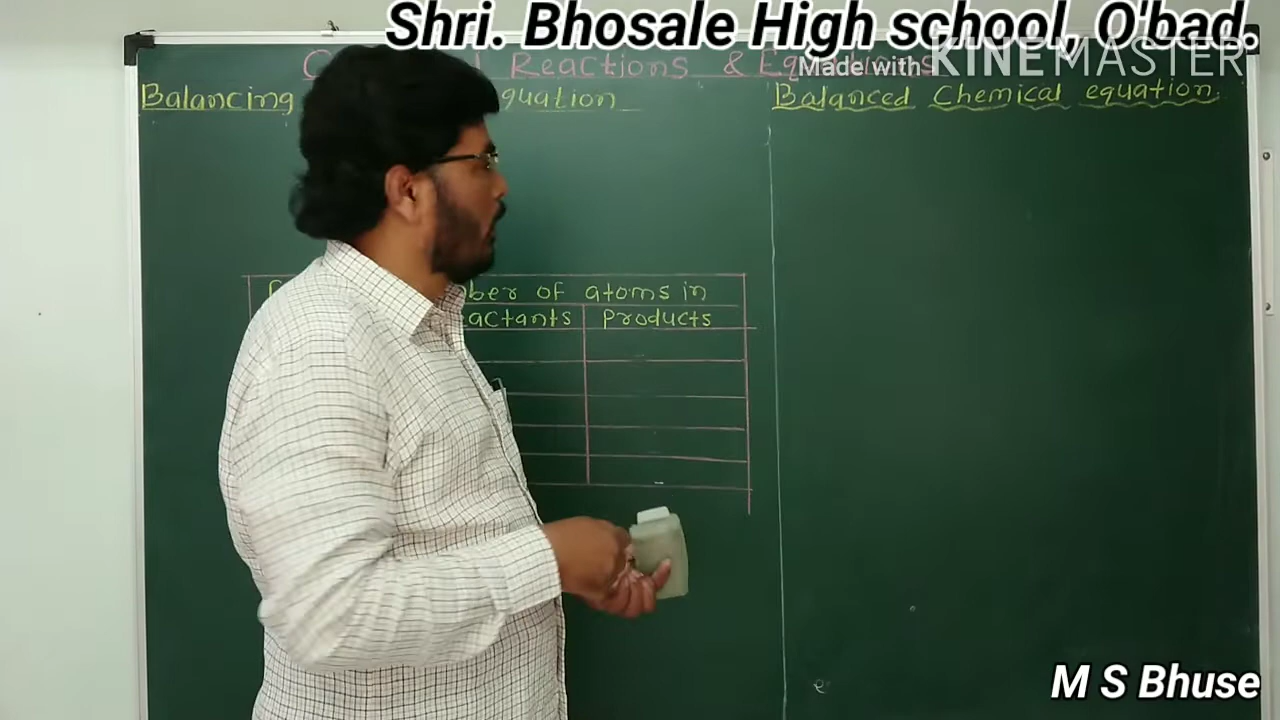 Shri. Bhosale High school, O'bad.
Made with KINEMASTER
Reactions &
Balancing quation
Balanced Chemical equation
ber of atoms in
actants Products
M S Bhuse